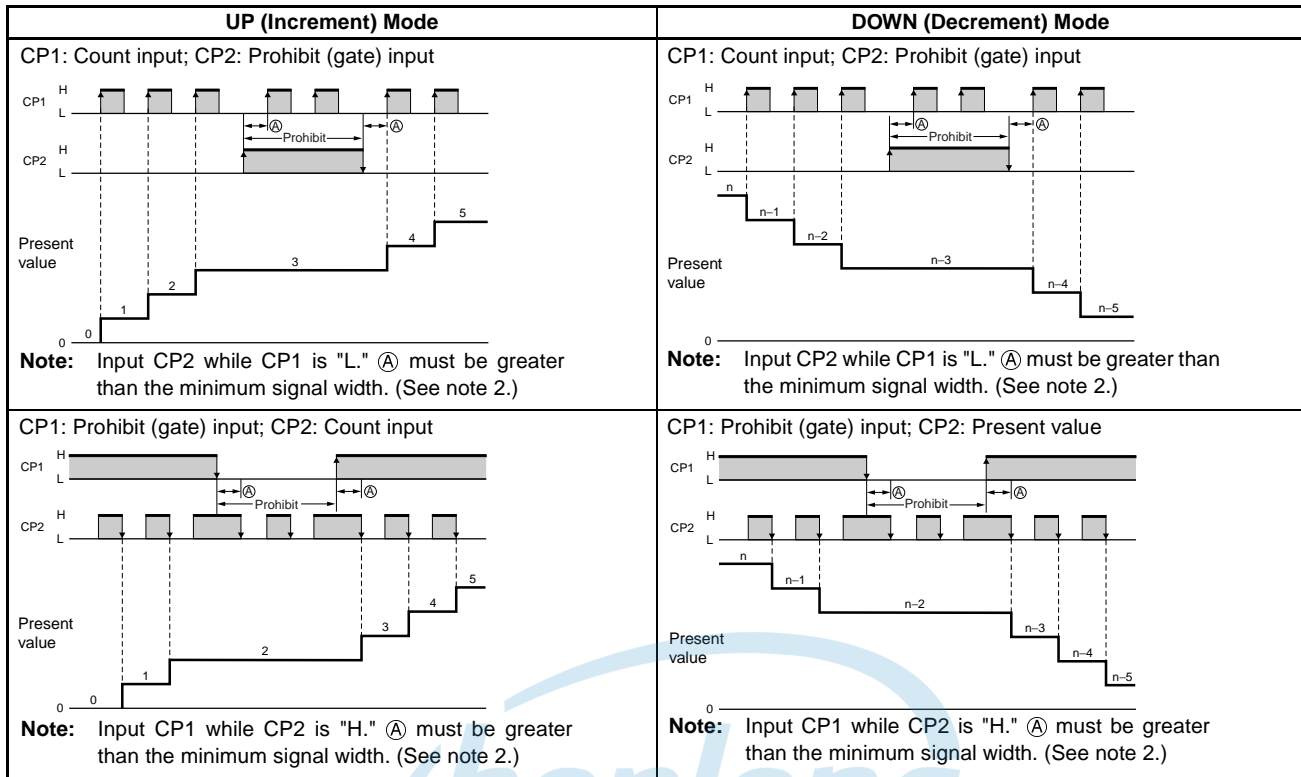 UP (Increment) Mode
DOWN (Decrement) Mode
CP1: Count input; CP2: Prohibit (gate) input
H
CP1
L
Ⓐ
Ⓐ
Prohibit
H
CP2
L
5
4
Present
value
3
2
1
0
0
Note: Input CP2 while CP1 is "L." Ⓐ must be greater
than the minimum signal width. (See note 2.)
CP1: Count input; CP2: Prohibit (gate) input
H
CP1
L
Ⓐ
Ⓐ
Prohibit
H
CP2
L
n
n–1
n–2
Present
value
n–3
n–4
n–5
0
Note: Input CP2 while CP1 is "L." Ⓐ must be greater than
the minimum signal width. (See note 2.)
CP1: Prohibit (gate) input; CP2: Count input
H
CP1
L
Ⓐ
Ⓐ
Prohibit
H
CP2
L
5
4
Present
value
3
2
1
0
0
Note: Input CP1 while CP2 is "H." Ⓐ must be greater
than the minimum signal width. (See note 2.)
CP1: Prohibit (gate) input; CP2: Present value
H
CP1
L
Ⓐ
Ⓐ
Prohibit
H
CP2
L
n
n–1
n–2
Present
value
n–3
n–4
n–5
0
Note: Input CP1 while CP2 is "H." Ⓐ must be greater
than the minimum signal width. (See note 2.)